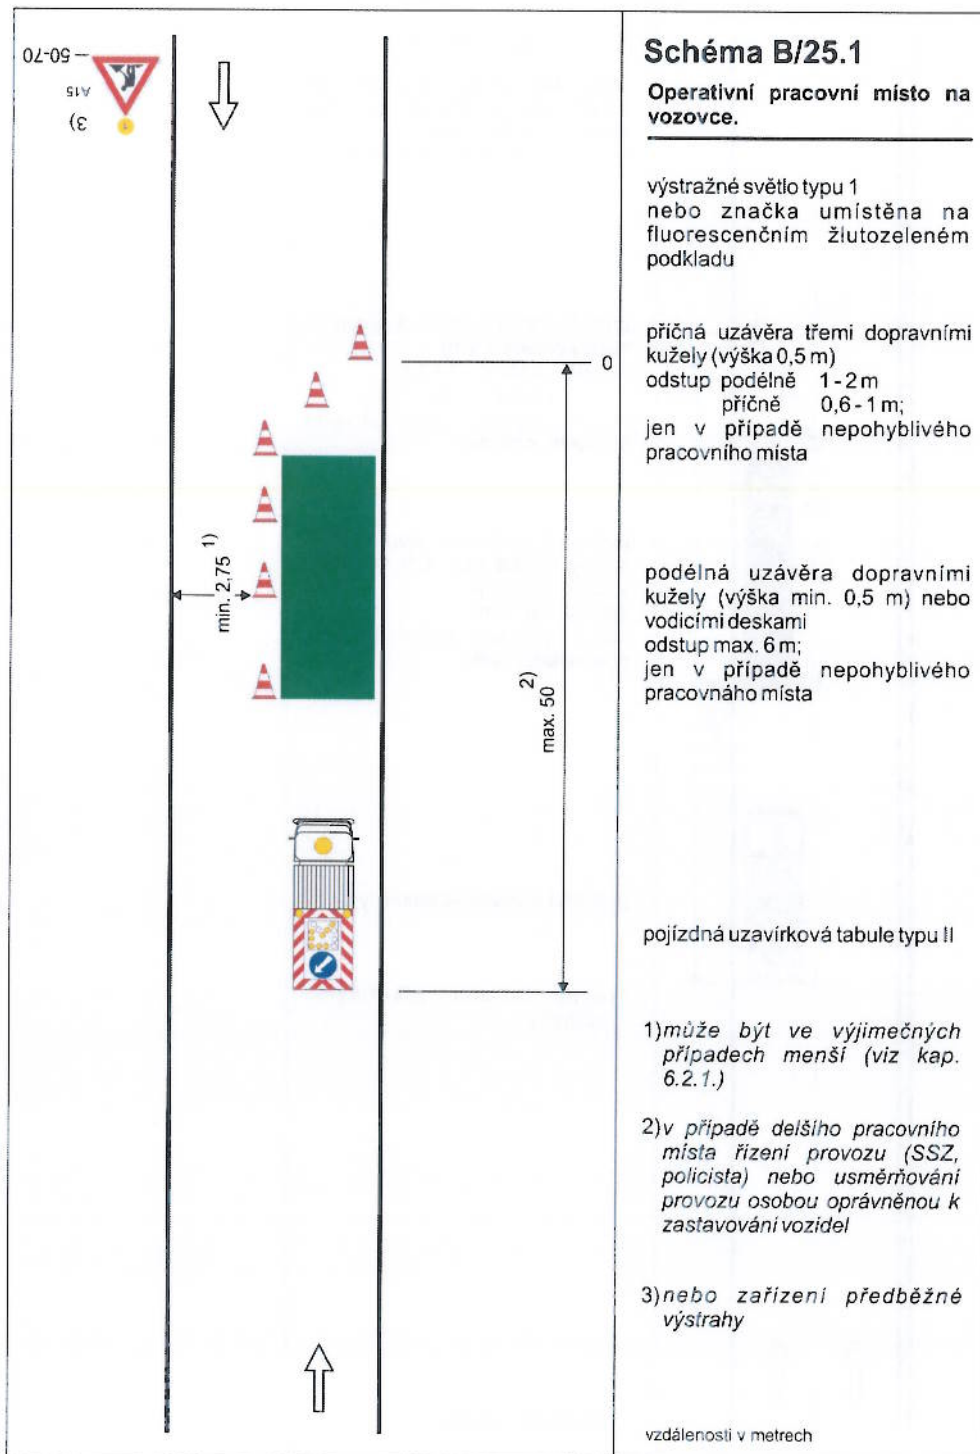 50-70
A15
3)
1
Schéma B/25.1
Operativní pracovní místo na
vozovce.
výstražné světlo typu 1
nebo značka umístěna na
fluorescenčním žlutozeleném
podkladu
příčná uzávěra třemi dopravními
kužely (výška 0,5 m)
odstup podélně 1 - 2 m
příčně 0,6 - 1 m;
jen v případě nepohyblivého
pracovního místa
0
min. 2,75 1)
max. 50 2)
podélná uzávěra dopravními
kužely (výška min. 0,5 m) nebo
vodicími deskami
odstup max. 6 m;
jen v případě nepohyblivého
pracovnáho místa
pojízdná uzavírková tabule typu II
1) může být ve výjimečných
případech menší (viz kap.
6.2.1.)
2) v případě delšího pracovního
místa řízení provozu (SSZ,
policista) nebo usměrňování
provozu osobou oprávněnou k
zastavování vozidel
3) nebo zařízení předběžné
výstrahy
vzdálenosti v metrech